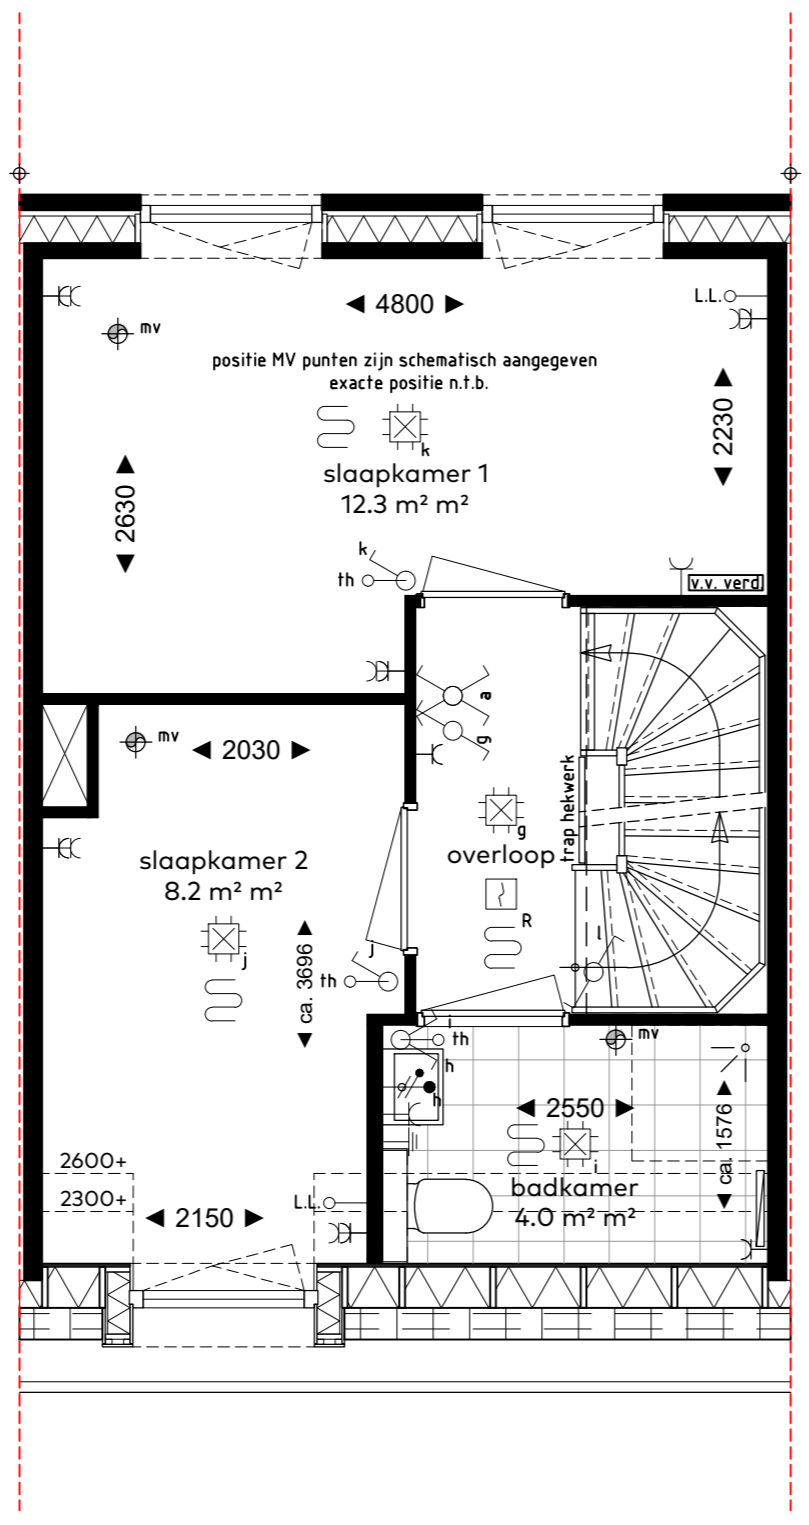 4800
L.L.
mv
positie MV punten zijn schematisch aangegeven
exacte positie n.t.b.
2230
k
slaapkamer 1
12.3 m² m²
2630
k
th
v.v. verd.
a
g
mv
2030
trap hekwerk
g
overloop
slaapkamer 2
8.2 m² m²
R
l
j
ca. 3696
j
th
i
th
mv
h
h
2550
ca. 1576
i
2600+
2300+
badkamer
4.0 m² m²
L.L.
2150